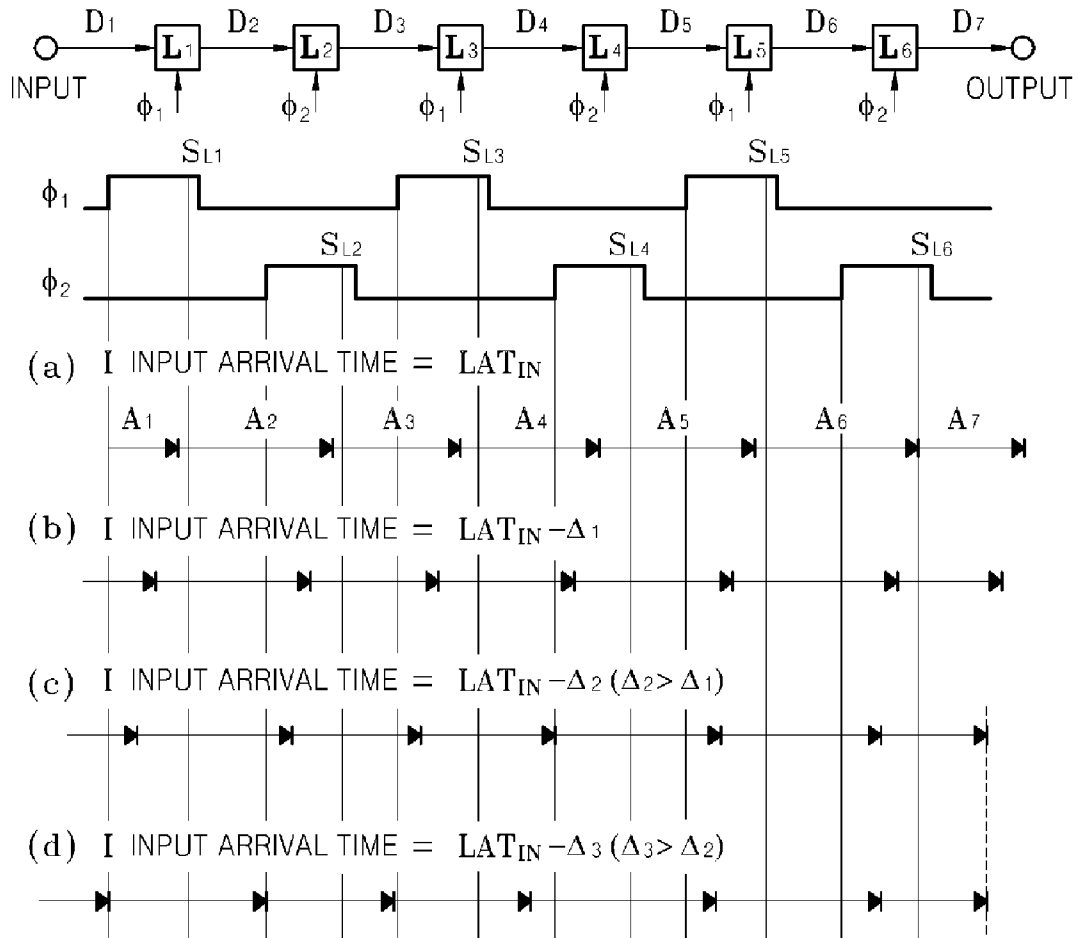 D1 D2 D3 D4 D5 D6 D7
L1 L2 L3 L4 L5 L6
INPUT ϕ1 ϕ2 ϕ1 ϕ2 ϕ1 ϕ2 OUTPUT
SL1 SL3 SL5
ϕ1
SL2 SL4 SL6
ϕ2
(a) I INPUT ARRIVAL TIME = LATIN
A1 A2 A3 A4 A5 A6 A7
(b) I INPUT ARRIVAL TIME = LATIN−Δ1
(c) I INPUT ARRIVAL TIME = LATIN−Δ2 (Δ2> Δ1)
(d) I INPUT ARRIVAL TIME = LATIN−Δ3 (Δ3> Δ2)